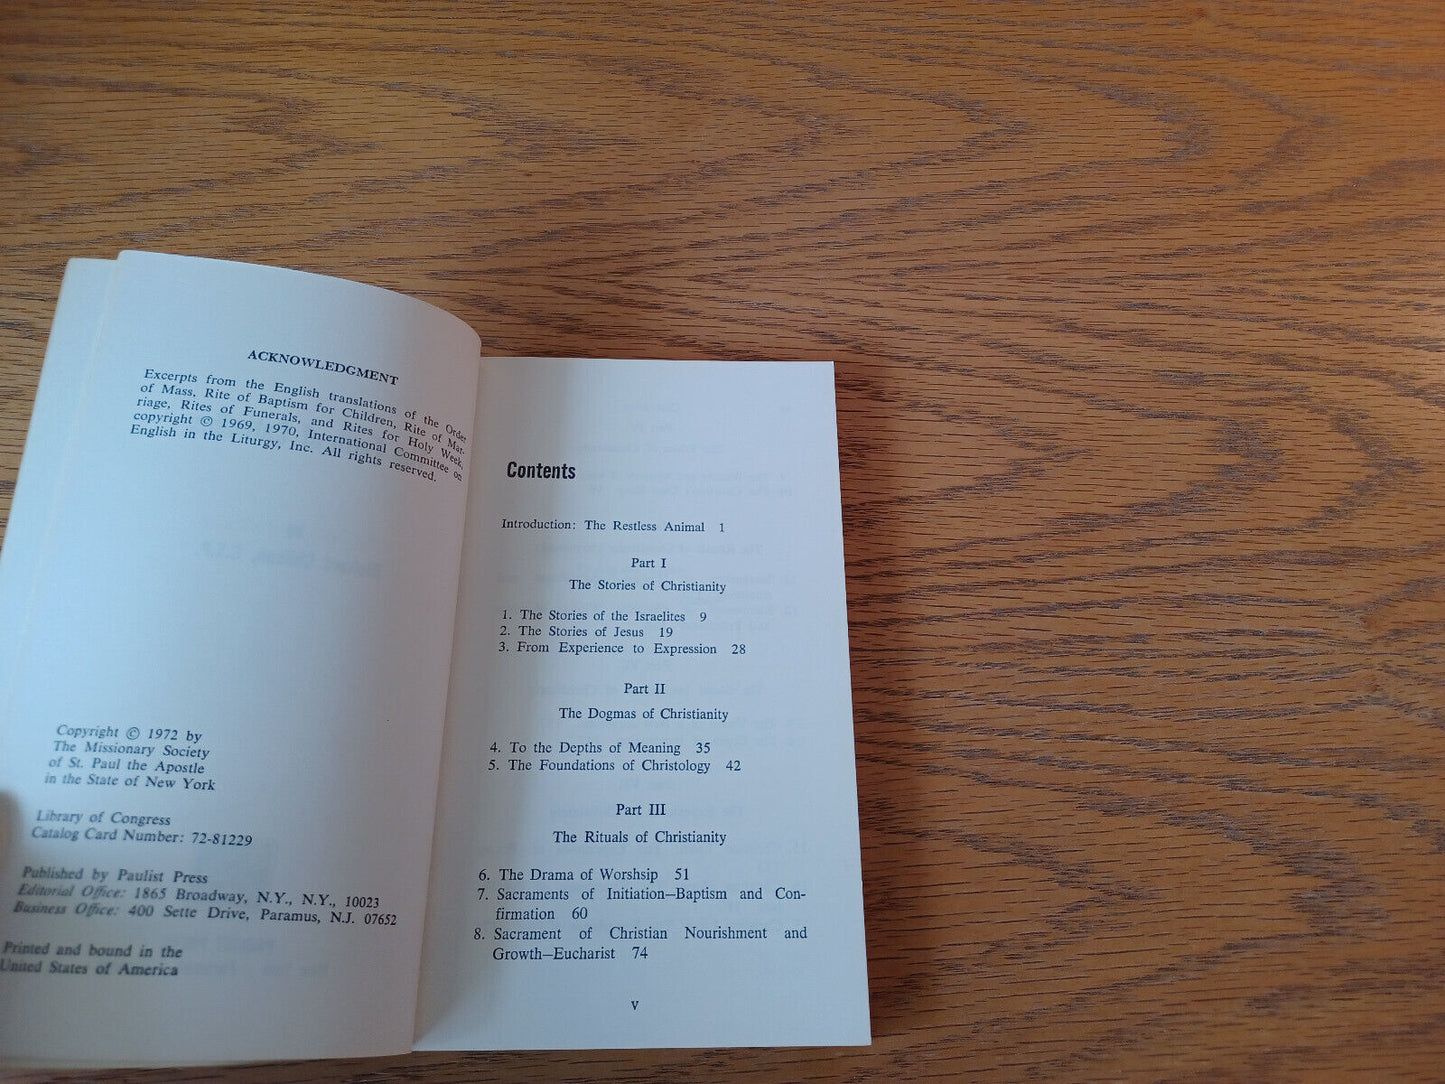 ACKNOWLEDGMENT
Excerpts from the English translations of the Order
of Mass, Rite of Baptism for Children, Rite of Mar-
riage, Rites of Funerals, and Rites for Holy Week,
copyright © 1969, 1970, International Committee on
English in the Liturgy, Inc. All rights reserved.
Copyright © 1972 by
The Missionary Society
of St. Paul the Apostle
in the State of New York
Library of Congress
Catalog Card Number: 72-81229
Published by Paulist Press
Editorial Office: 1865 Broadway, N.Y., N.Y., 10023
Business Office: 400 Sette Drive, Paramus, N.J. 07652
Printed and bound in the
United States of America
Contents
Introduction: The Restless Animal 1
Part I
The Stories of Christianity
1. The Stories of the Israelites 9
2. The Stories of Jesus 19
3. From Experience to Expression 28
Part II
The Dogmas of Christianity
4. To the Depths of Meaning 35
5. The Foundations of Christology 42
Part III
The Rituals of Christianity
6. The Drama of Worship 51
7. Sacraments of Initiation—Baptism and Con-
firmation 60
8. Sacrament of Christian Nourishment and
Growth—Eucharist 74
v